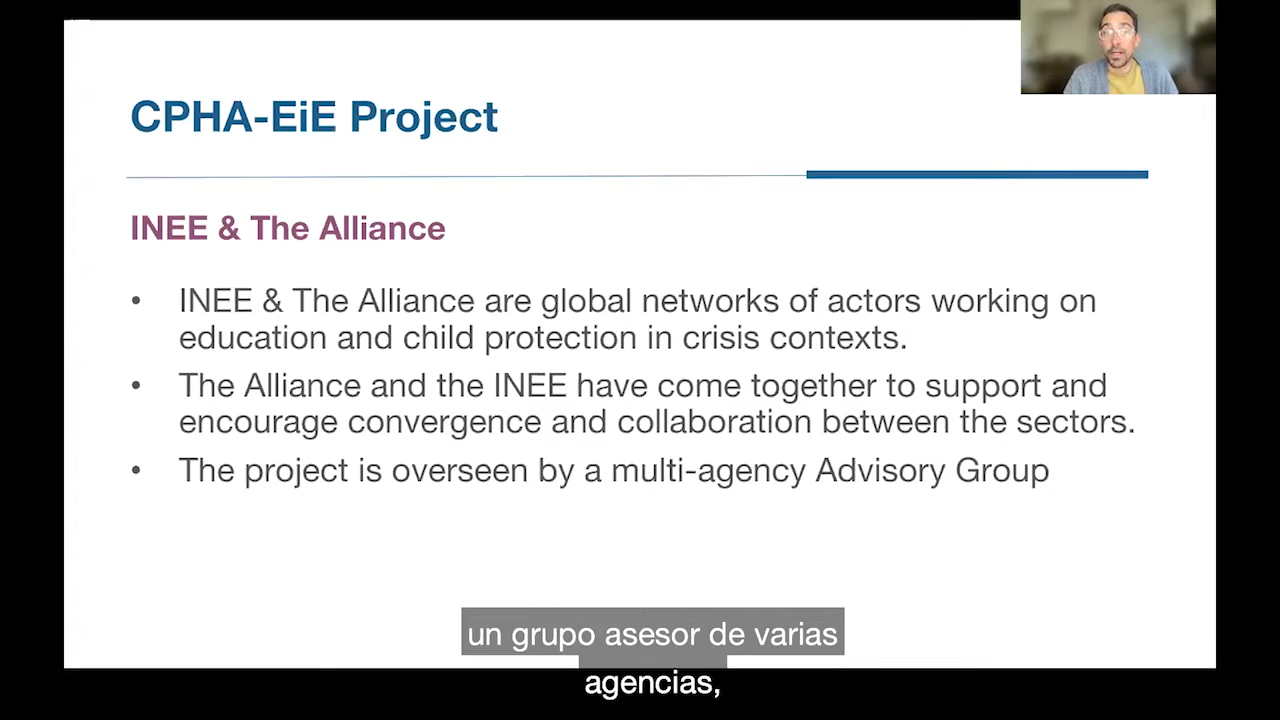 CPHA-EiE Project
INEE & The Alliance
• INEE & The Alliance are global networks of actors working on
education and child protection in crisis contexts.
• The Alliance and the INEE have come together to support and
encourage convergence and collaboration between the sectors.
• The project is overseen by a multi-agency Advisory Group
un grupo asesor de varias
agencias,